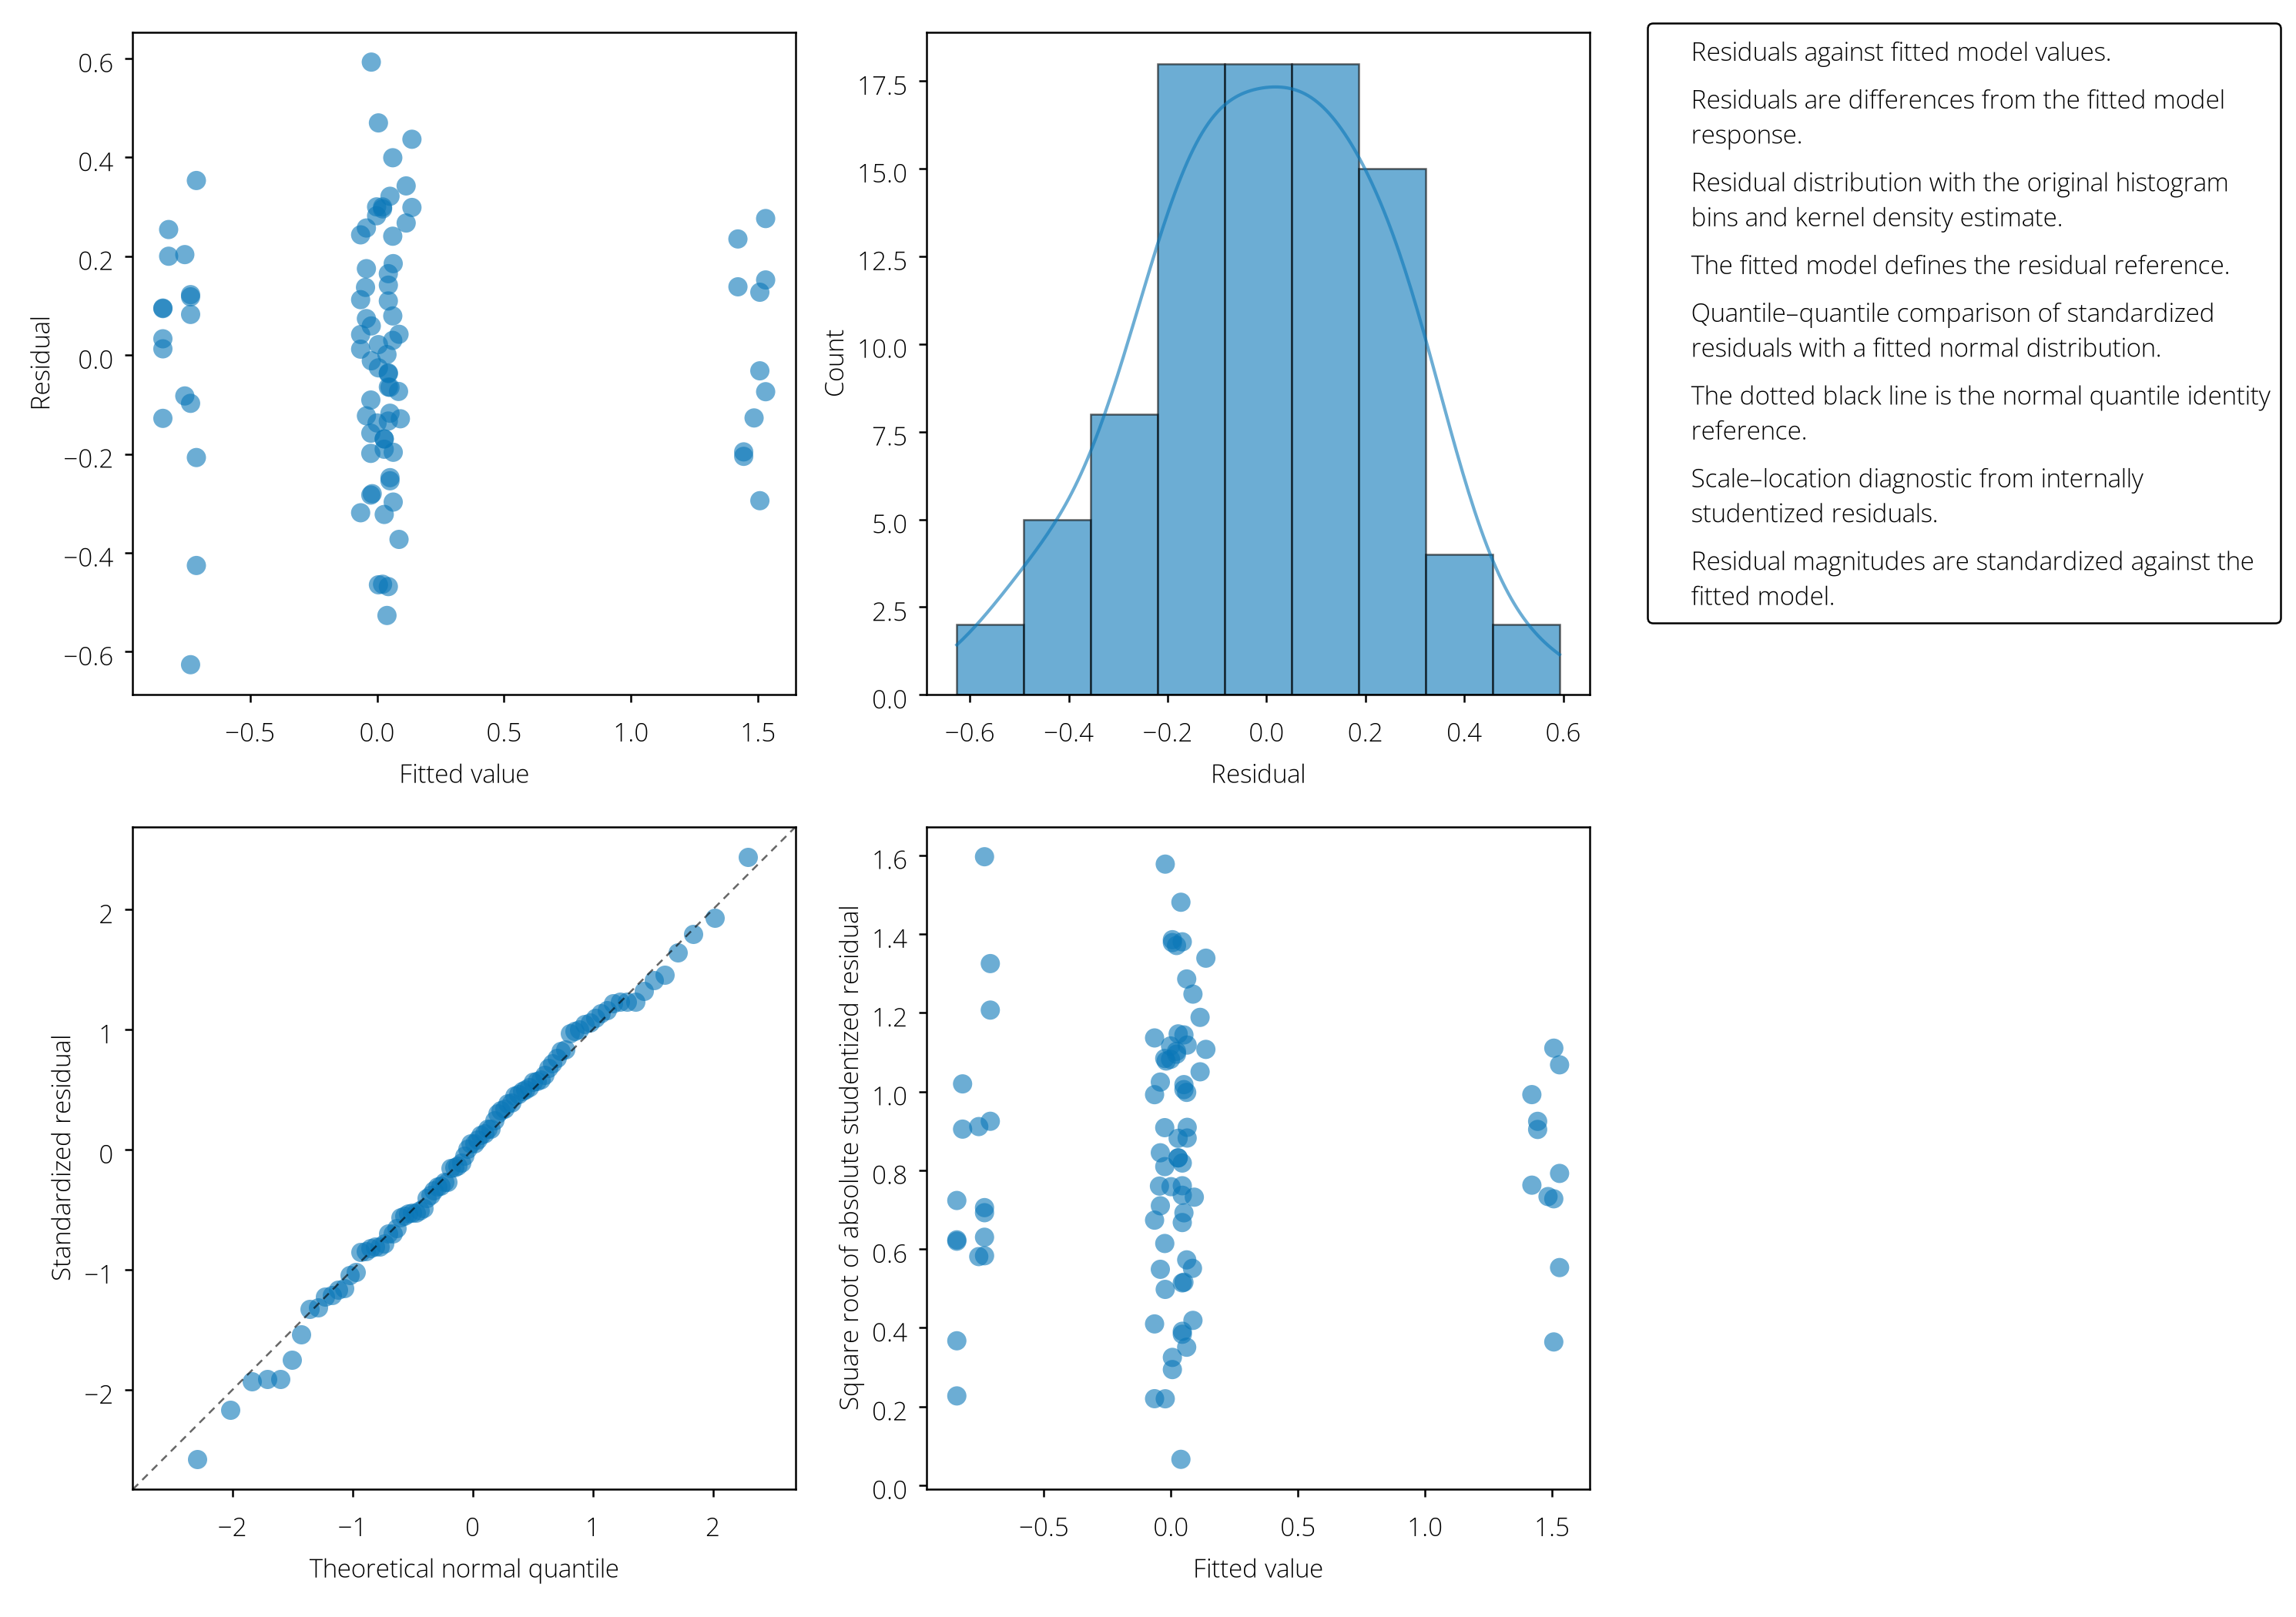 0.6
0.4
0.2
0.0
−0.2
−0.4
−0.6
Residual
−0.5
0.0
0.5
1.0
1.5
Fitted value
17.5
15.0
12.5
10.0
7.5
5.0
2.5
0.0
Count
−0.6
−0.4
−0.2
0.0
0.2
0.4
0.6
Residual
Residuals against fitted model values.
Residuals are differences from the fitted model
response.
Residual distribution with the original histogram
bins and kernel density estimate.
The fitted model defines the residual reference.
Quantile–quantile comparison of standardized
residuals with a fitted normal distribution.
The dotted black line is the normal quantile identity
reference.
Scale–location diagnostic from internally
studentized residuals.
Residual magnitudes are standardized against the
fitted model.
2
1
0
−1
−2
Standardized residual
−2
−1
0
1
2
Theoretical normal quantile
1.6
1.4
1.2
1.0
0.8
0.6
0.4
0.2
0.0
Square root of absolute studentized residual
−0.5
0.0
0.5
1.0
1.5
Fitted value